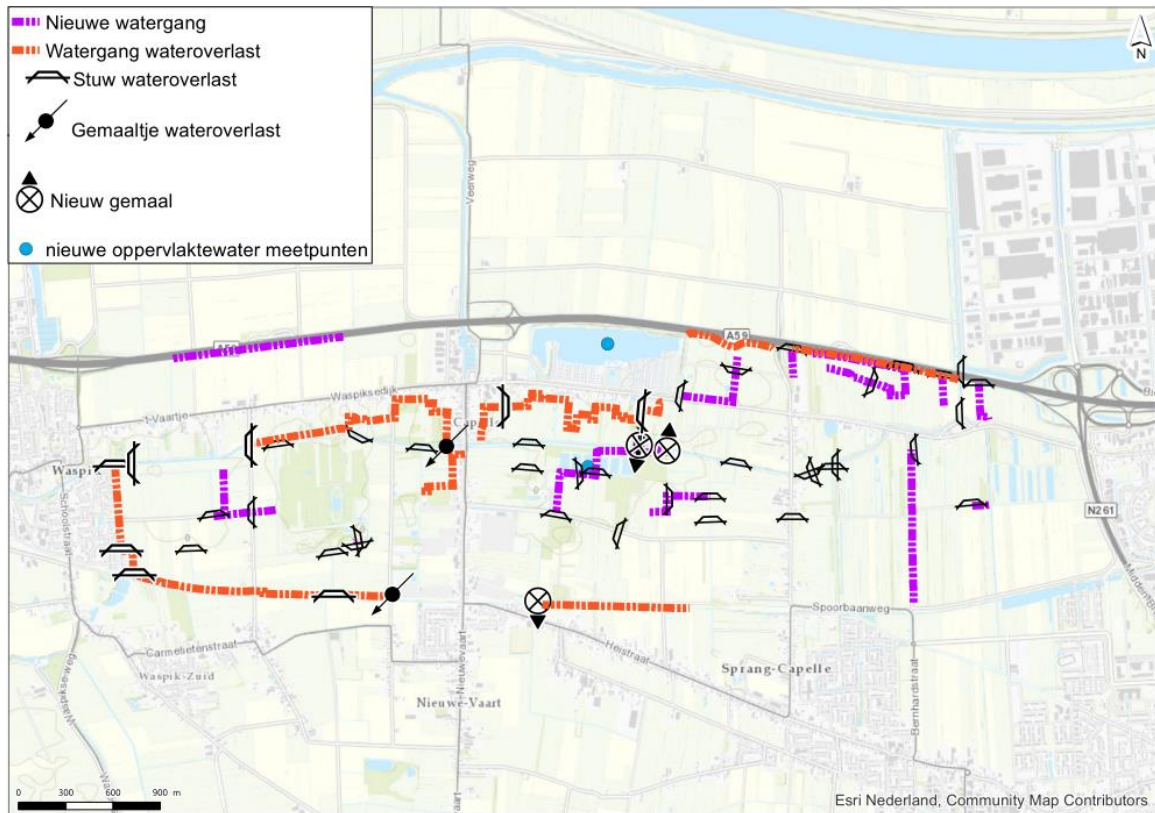 Nieuwe watergang
Watergang wateroverlast
Stuw wateroverlast
Gemaaltje wateroverlast
Nieuw gemaal
nieuwe oppervlaktewater meetpunten
N
Veerweg
A59
Waspiksedijk
't Vaartje
Waspik
Schoolstraat
N261
Spoorbaanweg
Carmelietenstraat
Heistraat
Waspik-Zuid
Sprang-Capelle
Nieuwe-Vaart
Nieuwevaart
Bernhardstraat
Waspikse-weg
0 300 600 900 m
Esri Nederland, Community Map Contributors